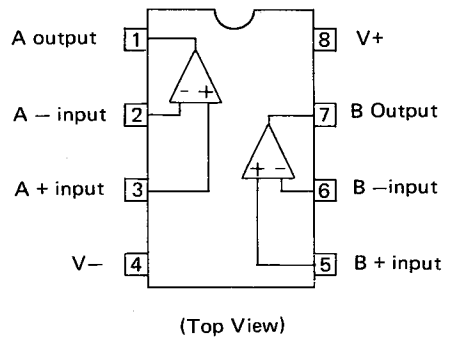 A output 1 8 V+
- +
A – input 2 7 B Output
A + input 3 + - 6 B –input
V– 4 5 B + input
(Top View)